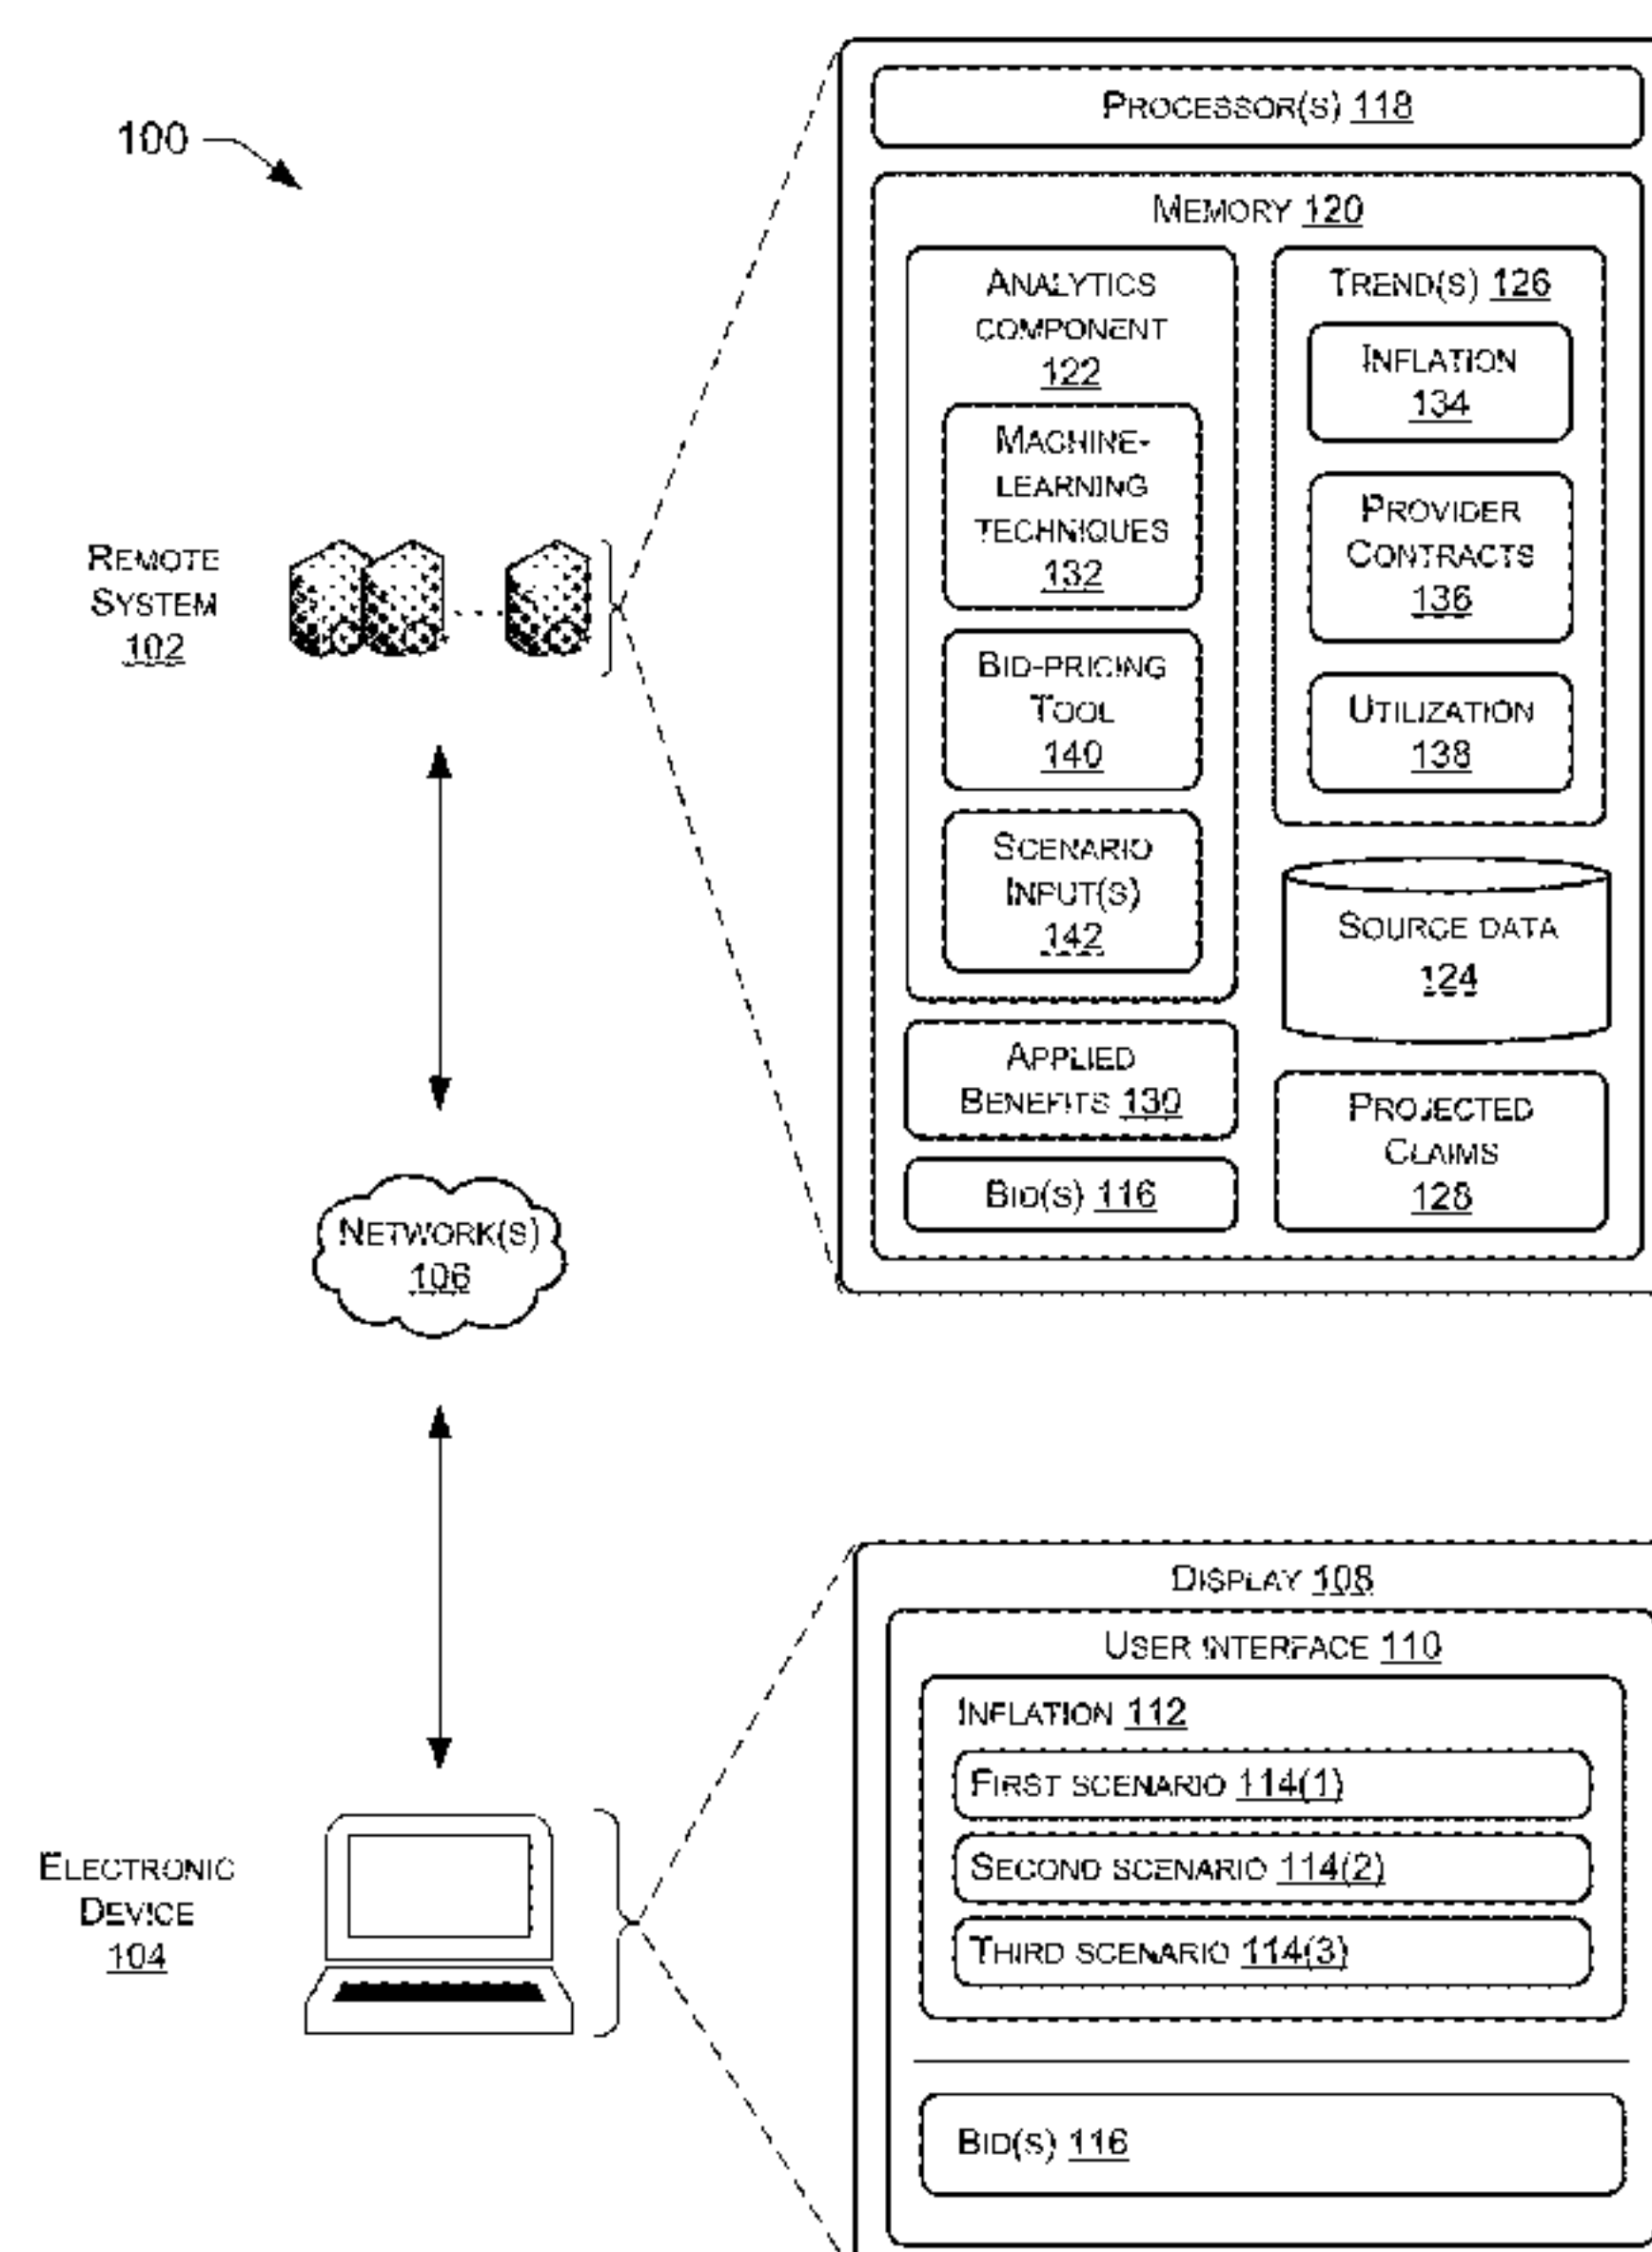 100
REMOTE
SYSTEM
102
PROCESSOR(S) 118
MEMORY 120
ANALYTICS
COMPONENT
122
MACHINE-
LEARNING
TECHNIQUES
132
BID-PRICING
TOOL
140
SCENARIO
INPUT(S)
142
TREND(S) 126
INFLATION
134
PROVIDER
CONTRACTS
136
UTILIZATION
138
SOURCE DATA
124
APPLIED
BENEFITS 130
BID(S) 116
PROJECTED
CLAIMS
128
NETWORK(S)
106
ELECTRONIC
DEVICE
104
DISPLAY 108
USER INTERFACE 110
INFLATION 112
FIRST SCENARIO 114(1)
SECOND SCENARIO 114(2)
THIRD SCENARIO 114(3)
BID(S) 116